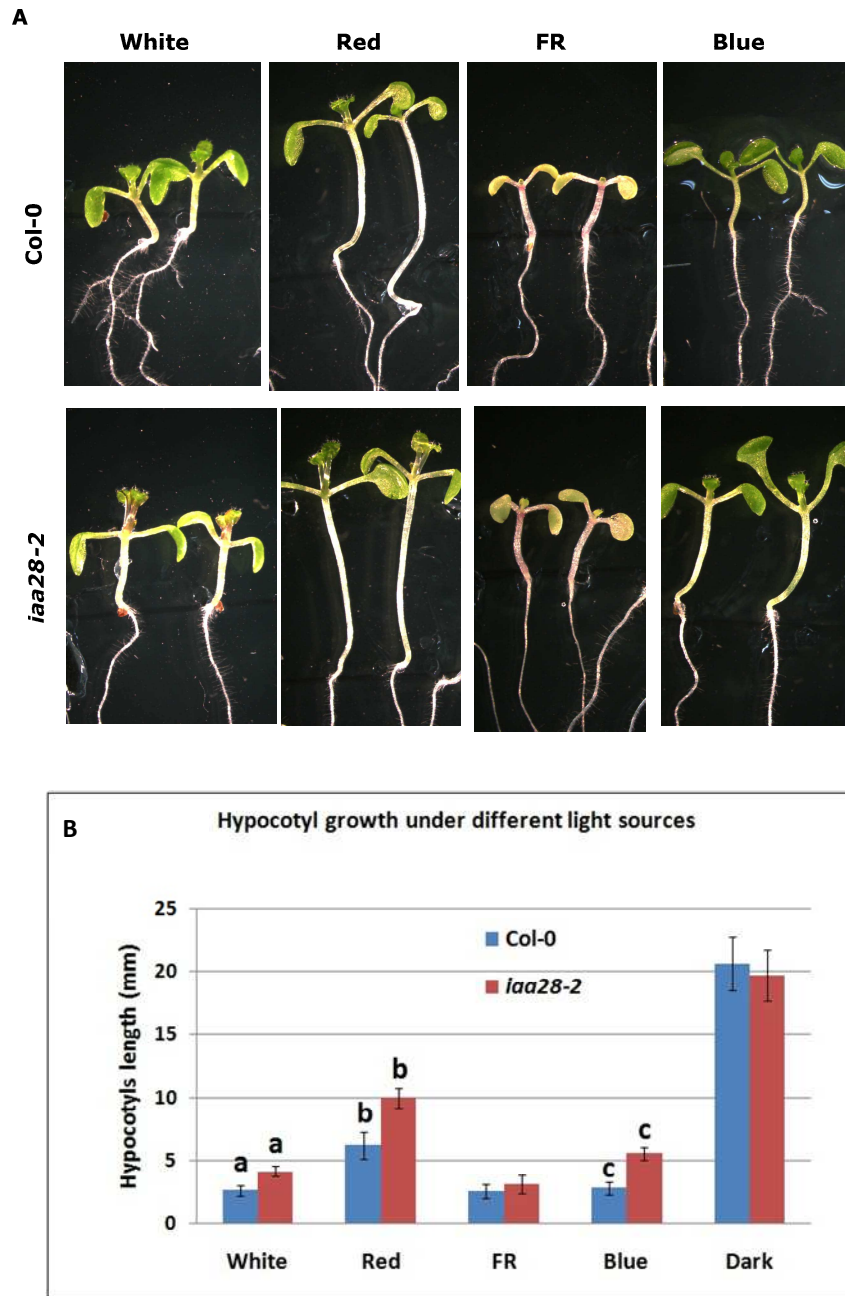 A
White Red FR Blue
Col-0
iaa28-2
B
Hypocotyl growth under different light sources
Hypocotyls length (mm)
25
20
15
10
5
0
Col-0
iaa28-2
a a b b c c
White Red FR Blue Dark